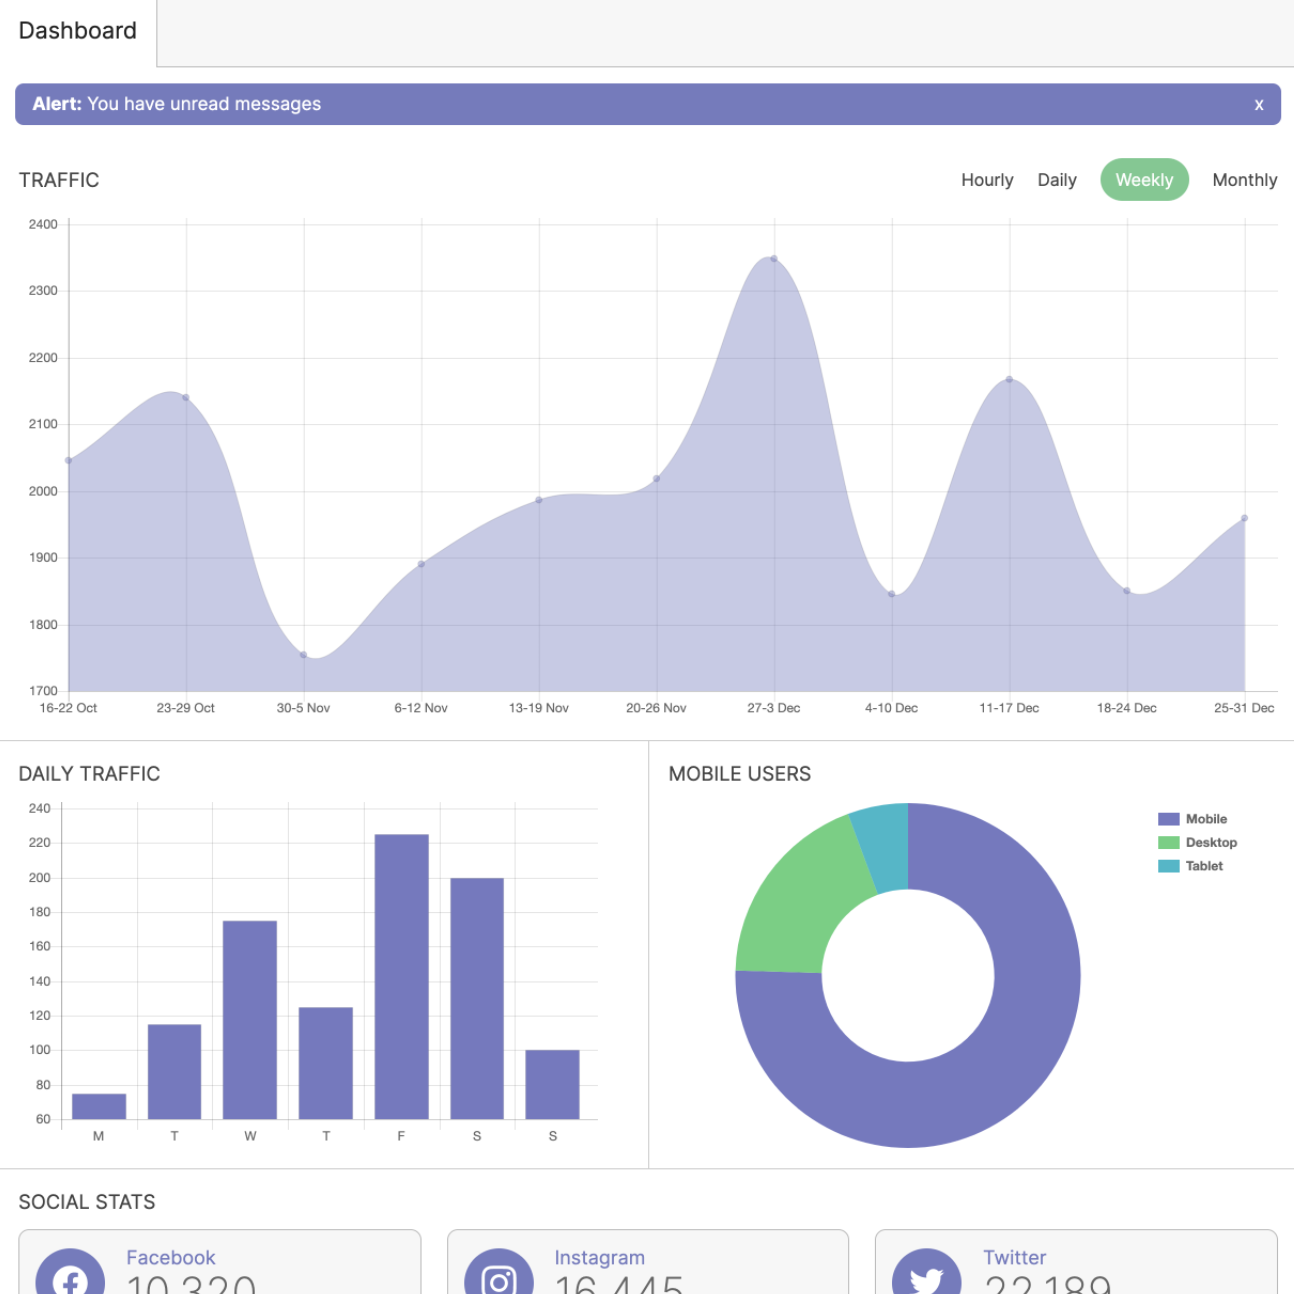 Dashboard
Alert: You have unread messages x
TRAFFIC Hourly Daily Weekly Monthly
2400
2300
2200
2100
2000
1900
1800
1700
16-22 Oct 23-29 Oct 30-5 Nov 6-12 Nov 13-19 Nov 20-26 Nov 27-3 Dec 4-10 Dec 11-17 Dec 18-24 Dec 25-31 Dec
DAILY TRAFFIC
240
220
200
180
160
140
120
100
80
60
M T W T F S S
MOBILE USERS
Mobile
Desktop
Tablet
SOCIAL STATS
Facebook
10,320
Instagram
16,445
Twitter
22,189